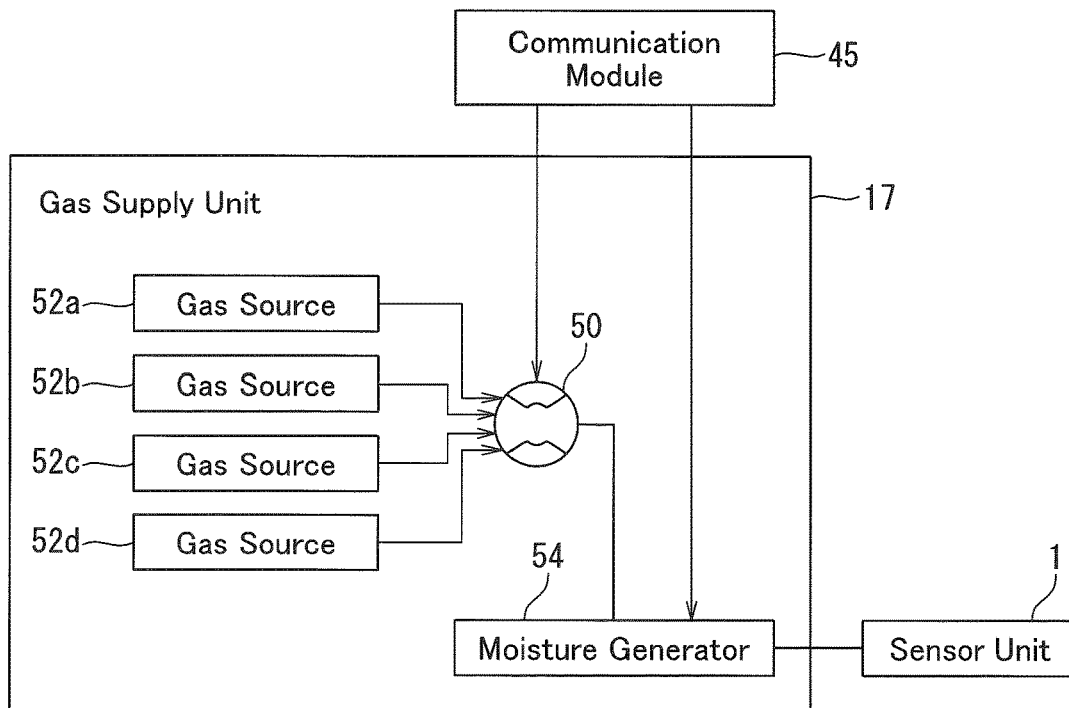 Communication
Module
45
Gas Supply Unit
17
52a
Gas Source
50
52b
Gas Source
52c
Gas Source
52d
Gas Source
54
1
Moisture Generator
Sensor Unit